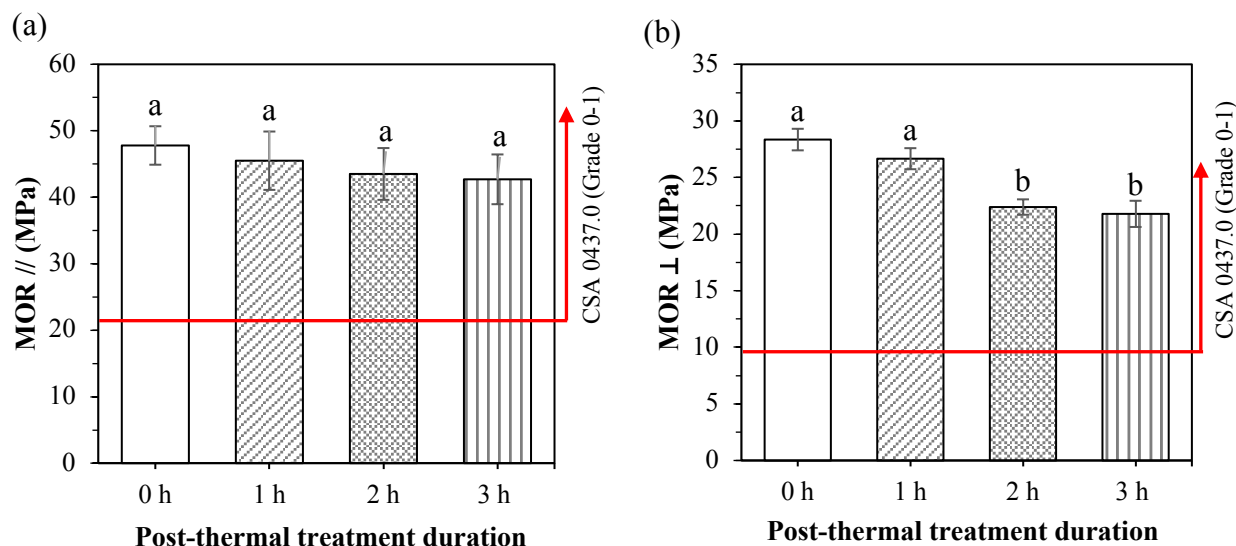 (a)
MOR // (MPa)
60
50
40
30
20
10
0
a
a
a
a
0 h
1 h
2 h
3 h
Post-thermal treatment duration
CSA 0437.0 (Grade 0-1)
(b)
MOR ⊥ (MPa)
35
30
25
20
15
10
5
0
a
a
b
b
0 h
1 h
2 h
3 h
Post-thermal treatment duration
CSA 0437.0 (Grade 0-1)